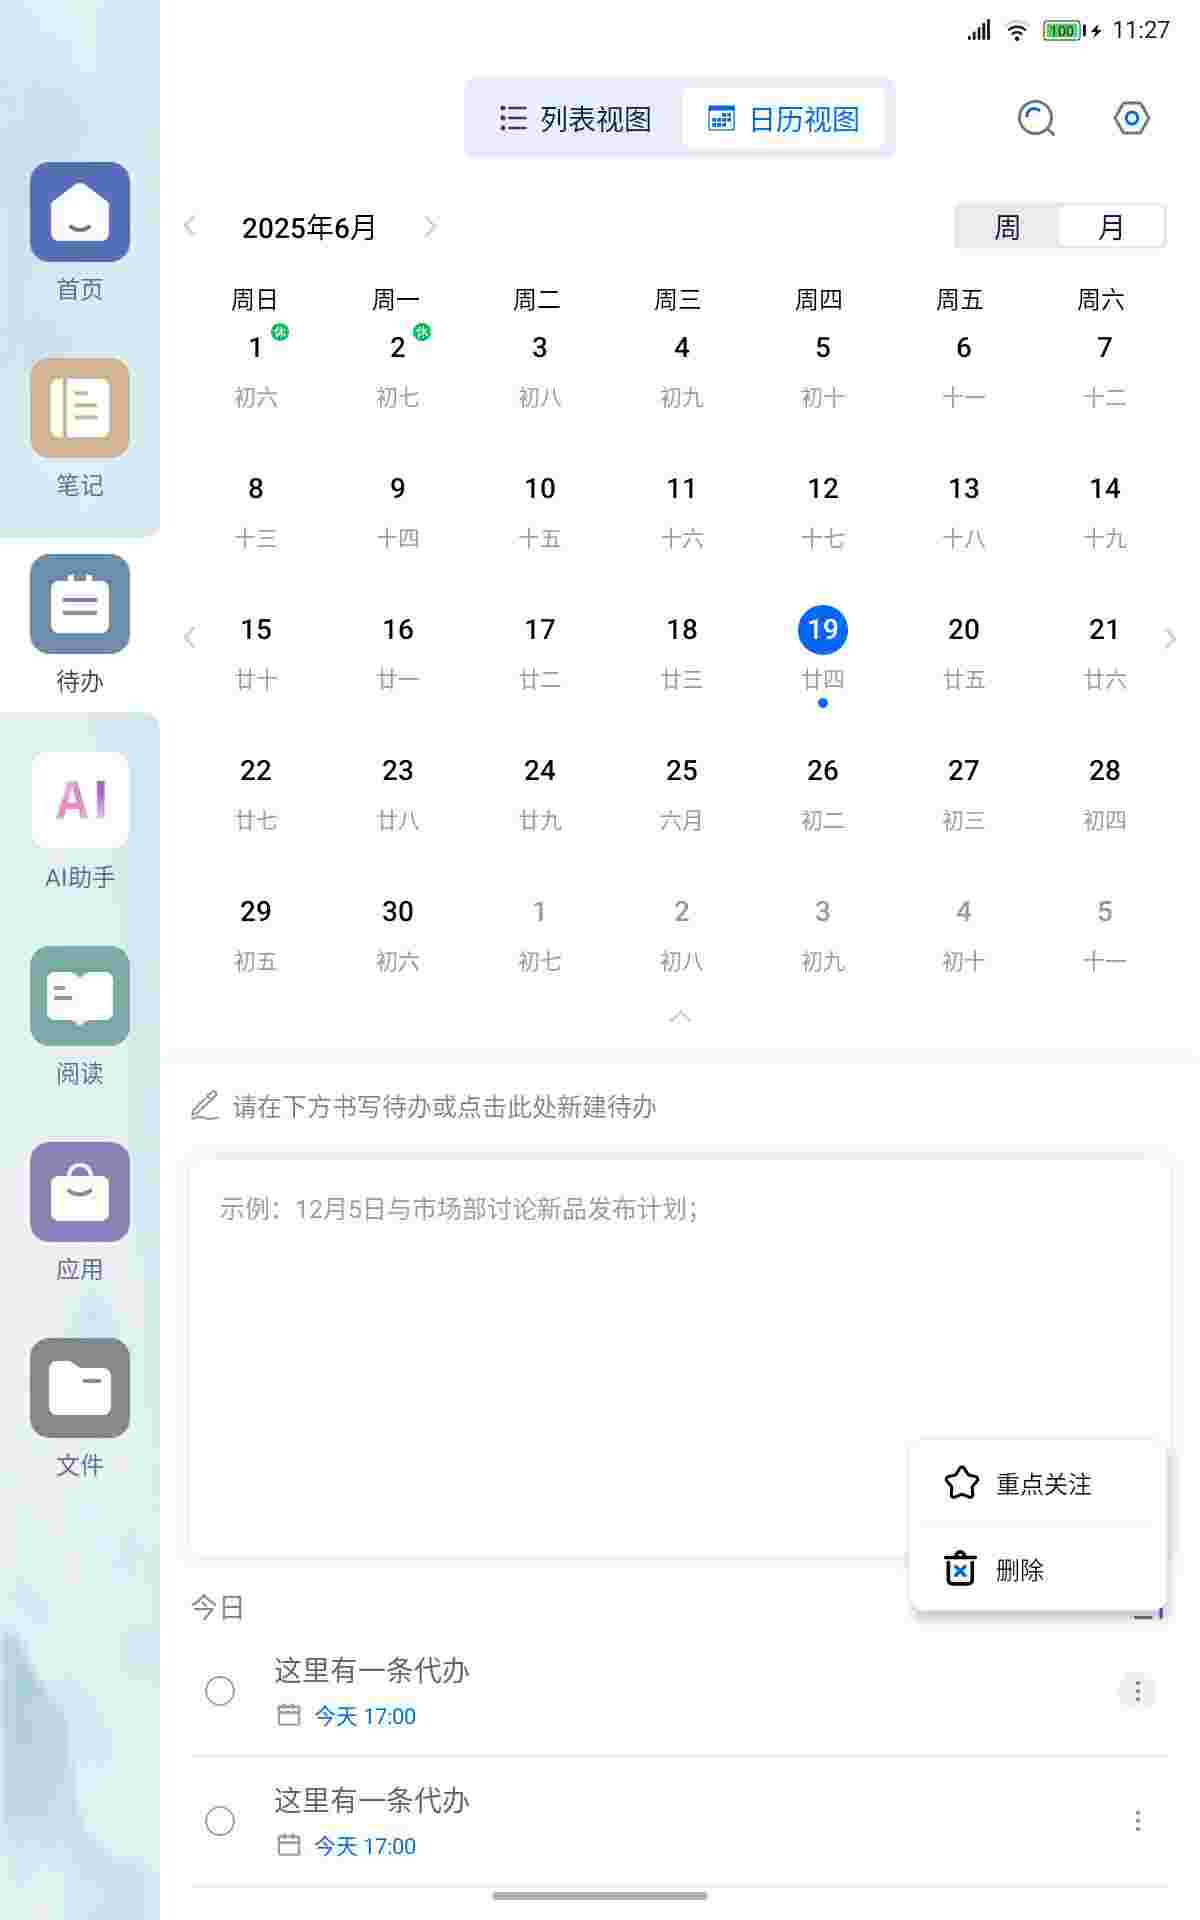 100 11:27
列表视图 日历视图
2025年6月 周 月
周日 周一 周二 周三 周四 周五 周六
1 休 2 休 3 4 5 6 7
初六 初七 初八 初九 初十 十一 十二
8 9 10 11 12 13 14
十三 十四 十五 十六 十七 十八 十九
15 16 17 18 19 20 21
廿十 廿一 廿二 廿三 廿四 廿五 廿六
22 23 24 25 26 27 28
廿七 廿八 廿九 六月 初二 初三 初四
29 30 1 2 3 4 5
初五 初六 初七 初八 初九 初十 十一
请在下方书写待办或点击此处新建待办
示例：12月5日与市场部讨论新品发布计划；
重点关注
删除
今日
这里有一条代办
今天 17:00
这里有一条代办
今天 17:00
首页
笔记
待办
AI
AI助手
阅读
应用
文件